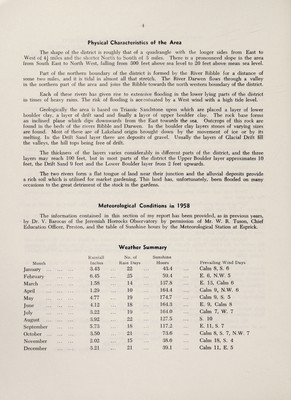 4
Physical Characteristics of the Area
The shape of the district is roughly that of a quadrangle with the longer sides from East to
West of 4½ miles and the shorter North to South of 3 miles. There is a pronounced slope in the area
from South East to North West, falling from 300 feet above sea level to 20 feet above mean sea level.
Part of the northern boundary of the district is formed by the River Ribble for a distance of
some two miles, and it is tidal in almost all that stretch. The River Darwen flows through a valley
in the northern part of the area and joins the Ribble towards the north western boundary of the district.
Each of these rivers has given rise to extensive flooding in the lower lying parts of the district
in times of heavy rains. The risk of flooding is accentuated by a West wind with a high tide level.
Geologically the area is based on Triassic Sandstone upon which are placed a layer of lower
boulder clay, a layer of drift sand and finally a layer of upper boulder clay. The rock base forms
an inclined plane which dips downwards from the East towards the sea. Outcrops of this rock are
found in the beds of the rivers Ribble and Darwen. In the boulder clay layers stones of varying sizes
are found. Most of these are of Lakeland origin brought down by the movement of ice or by its
melting. In the Drift Sand layer there are deposits of gravel. Usually the layers of Glacial Drift fill
the valleys, the hill tops being free of drift.
The thickness of the layers varies considerably in different parts of the district, and the three
layers may reach 100 feet, but in most parts of the district the Upper Boulder layer approximates 10
feet, the Drift Sand 9 feet and the Lower Boulder layer from 2 feet upwards.
The two rivers form a flat tongue of land near their junction and the alluvial deposits provide
a rich soil which is utilised for market gardening. This land has, unfortunately, been flooded on many
occasions to the great detriment of the stock in the gardens.
Meteorological Conditions in 1958
The information contained in this section of my report has been provided, as in previous years,
by Dr. V. Barocas of the Jeremiah Horrocks Observatory by permission of Mr. W. R. Tuson, Chief
Education Officer, Preston, and the table of Sunshine hours by the Meteorological Station at Esprick.
Weather Summary
Month Rainfall Inches No. of Rain Days Sunshine Hours Prevailing Wind Days
January 3.43 22 43.4 Calm 8, S. 6
February 6.45 23 59.4 E. 6, N.W. 5
March 1.58 14 137.8 E. 13, Calm 6
April 1.29 10 164.4 Calm 9, N.W. 6
May 4.77 19 174.7 Calm 9, S. 5
June 4.12 18 164.3 E. 9, Calm 8
July 5.22 19 164.9 Calm 7, W. 7
August 3.92 22 127.5 S. 10
September 5.73 16 117.2 E. 11, S. 7
October 3.50 21 73.6 Calm 8, S. 7, N.W. 7
November 2.02 15 38.6 Calm 18, S. 4
December 5.21 21 39.1 Calm 11, E. 5